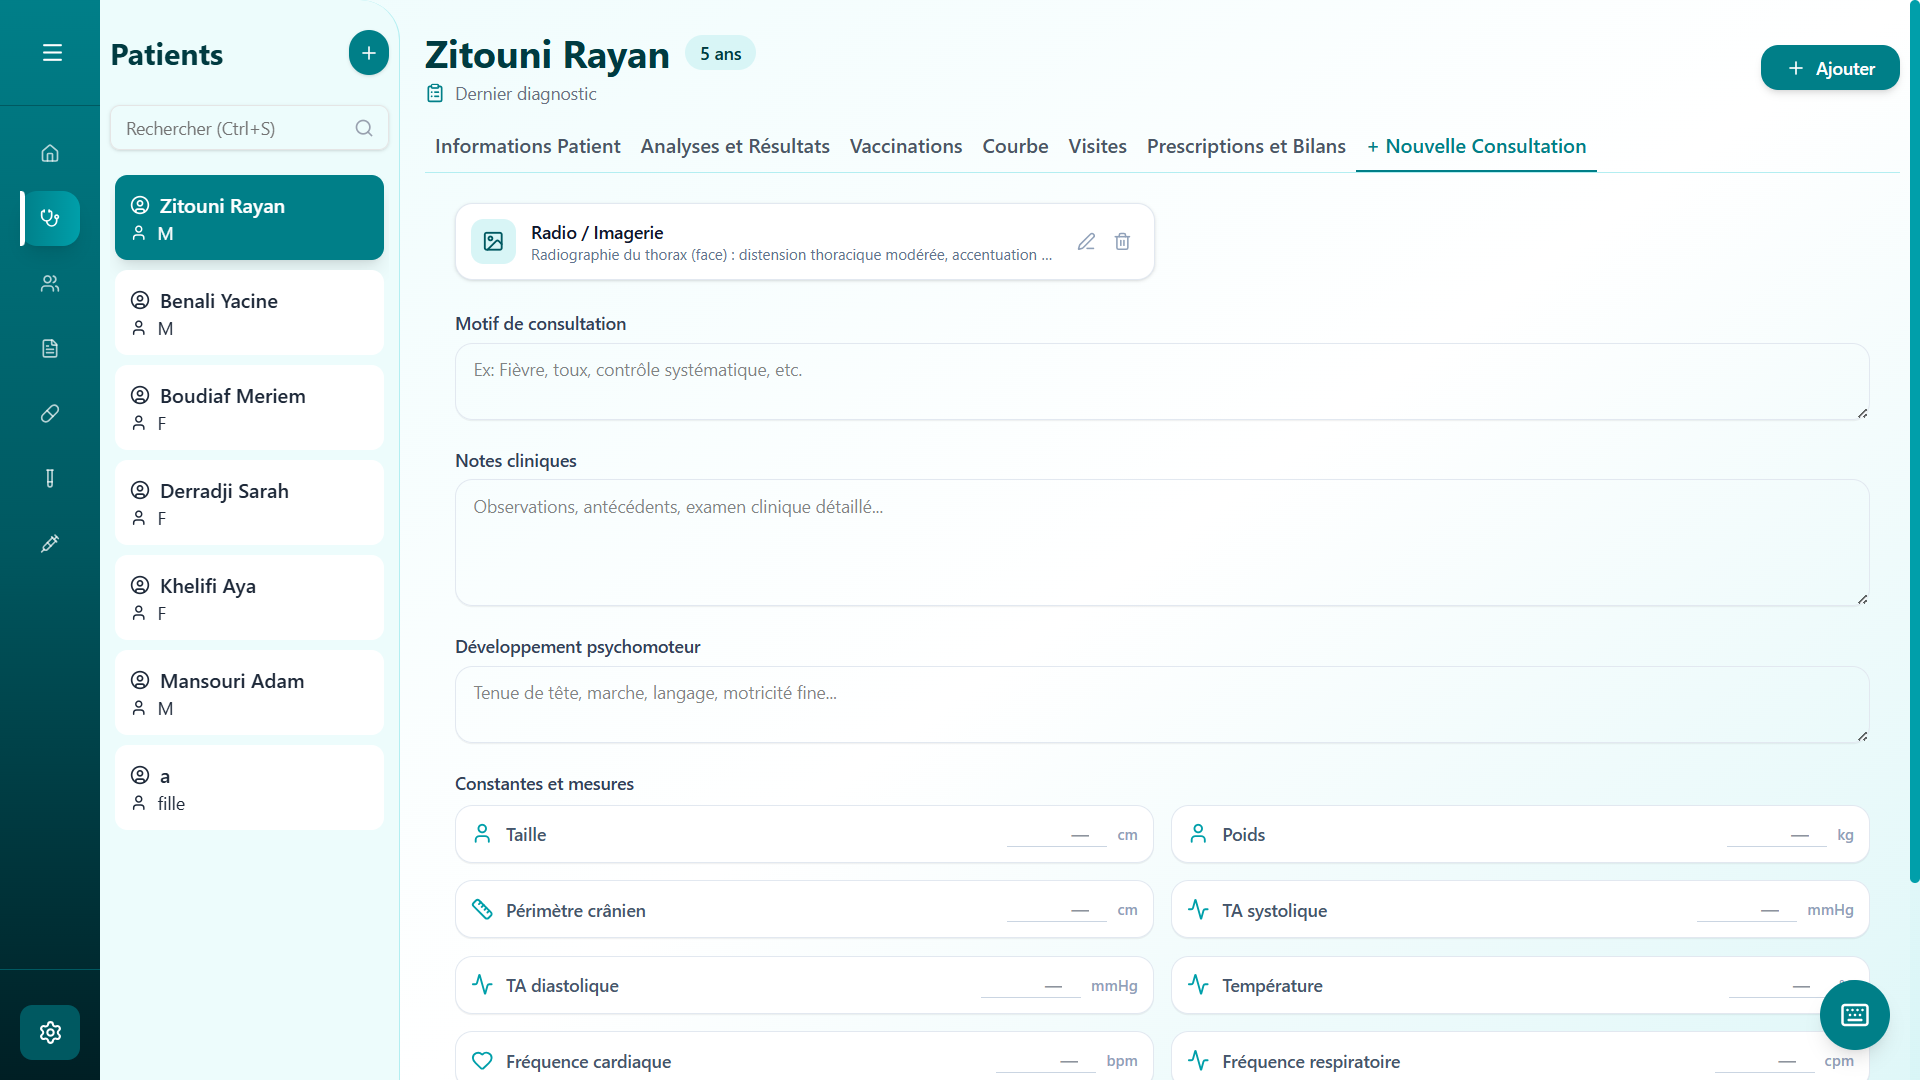 Patients
Rechercher (Ctrl+S)
Zitouni Rayan
M
Benali Yacine
M
Boudiaf Meriem
F
Derradji Sarah
F
Khelifi Aya
F
Mansouri Adam
M
a
fille
Zitouni Rayan 5 ans
Dernier diagnostic
+ Ajouter
Informations Patient Analyses et Résultats Vaccinations Courbe Visites Prescriptions et Bilans + Nouvelle Consultation
Radio / Imagerie
Radiographie du thorax (face) : distension thoracique modérée, accentuation ...
Motif de consultation
Ex: Fièvre, toux, contrôle systématique, etc.
Notes cliniques
Observations, antécédents, examen clinique détaillé...
Développement psychomoteur
Tenue de tête, marche, langage, motricité fine...
Constantes et mesures
Taille — cm
Poids — kg
Périmètre crânien — cm
TA systolique — mmHg
TA diastolique — mmHg
Température —
Fréquence cardiaque — bpm
Fréquence respiratoire — cpm